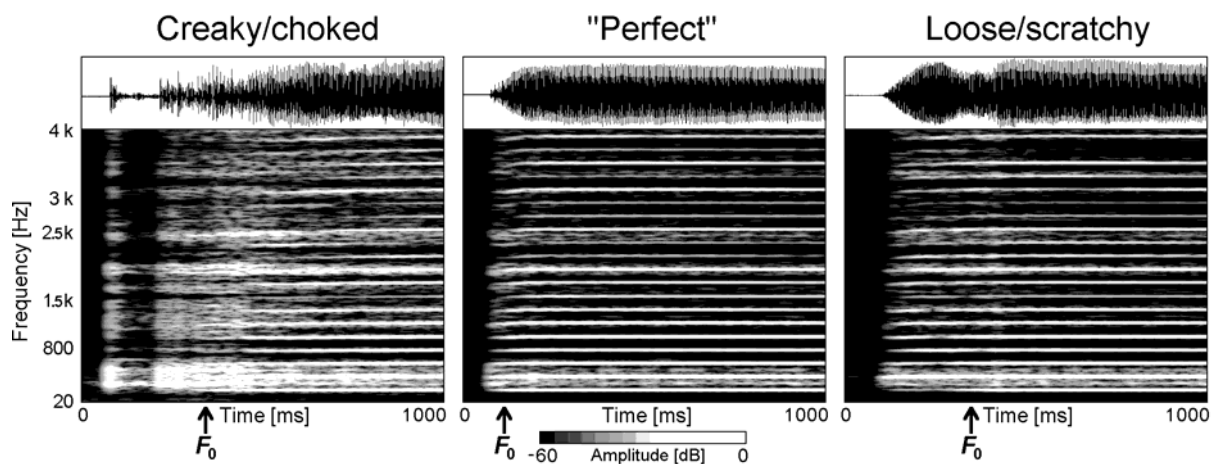 Creaky/choked
"Perfect"
Loose/scratchy
4 k
3 k
2.5k
1.5k
800
20
Frequency [Hz]
0 Time [ms] 1000
F0
0 Time [ms] 1000
F0
-60 Amplitude [dB] 0
0 Time [ms] 1000
F0